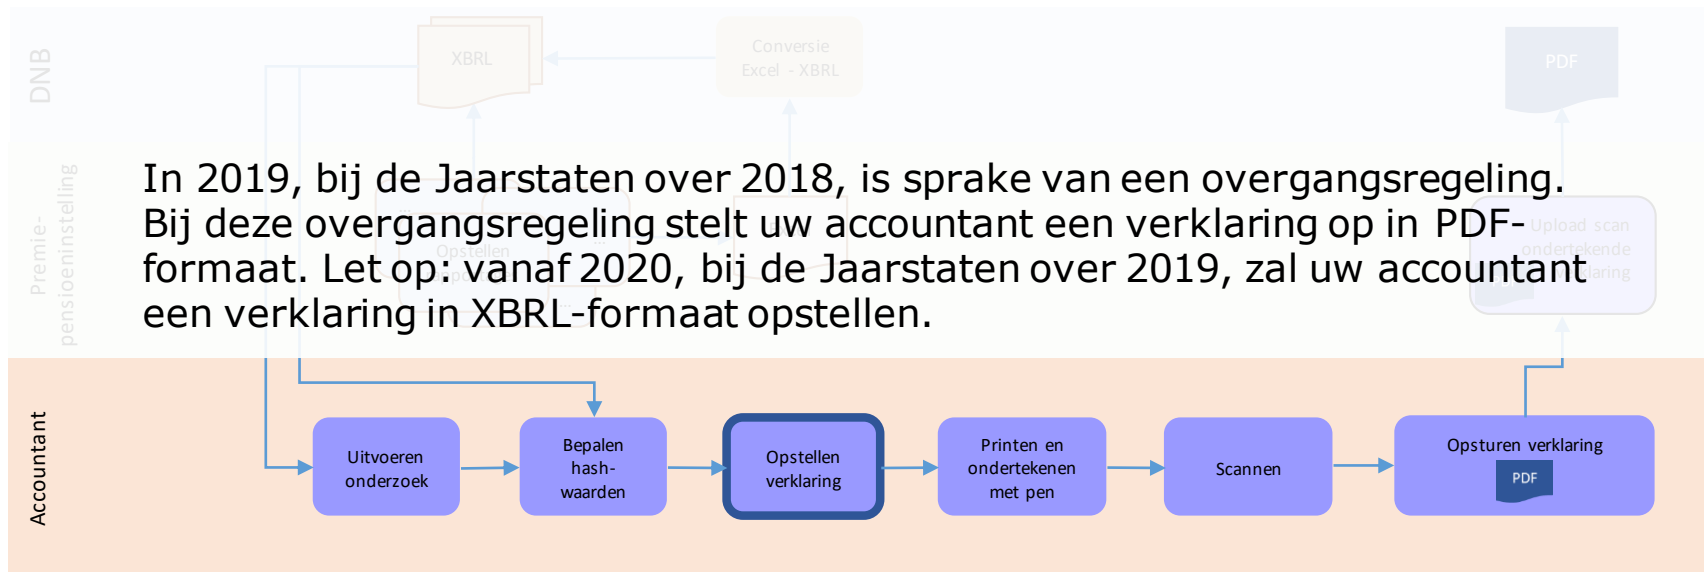 DNB
XBRL
Conversie
Excel - XBRL
PDF
Premie-
pensioeninstelling
In 2019, bij de Jaarstaten over 2018, is sprake van een overgangsregeling.
Bij deze overgangsregeling stelt uw accountant een verklaring op in PDF-
formaat. Let op: vanaf 2020, bij de Jaarstaten over 2019, zal uw accountant
een verklaring in XBRL-formaat opstellen.
Opstellen
...
...
Upload scan
ondertekende
Accountant
Uitvoeren
onderzoek
Bepalen
hash-
waarden
Opstellen
verklaring
Printen en
ondertekenen
met pen
Scannen
Opsturen verklaring
PDF